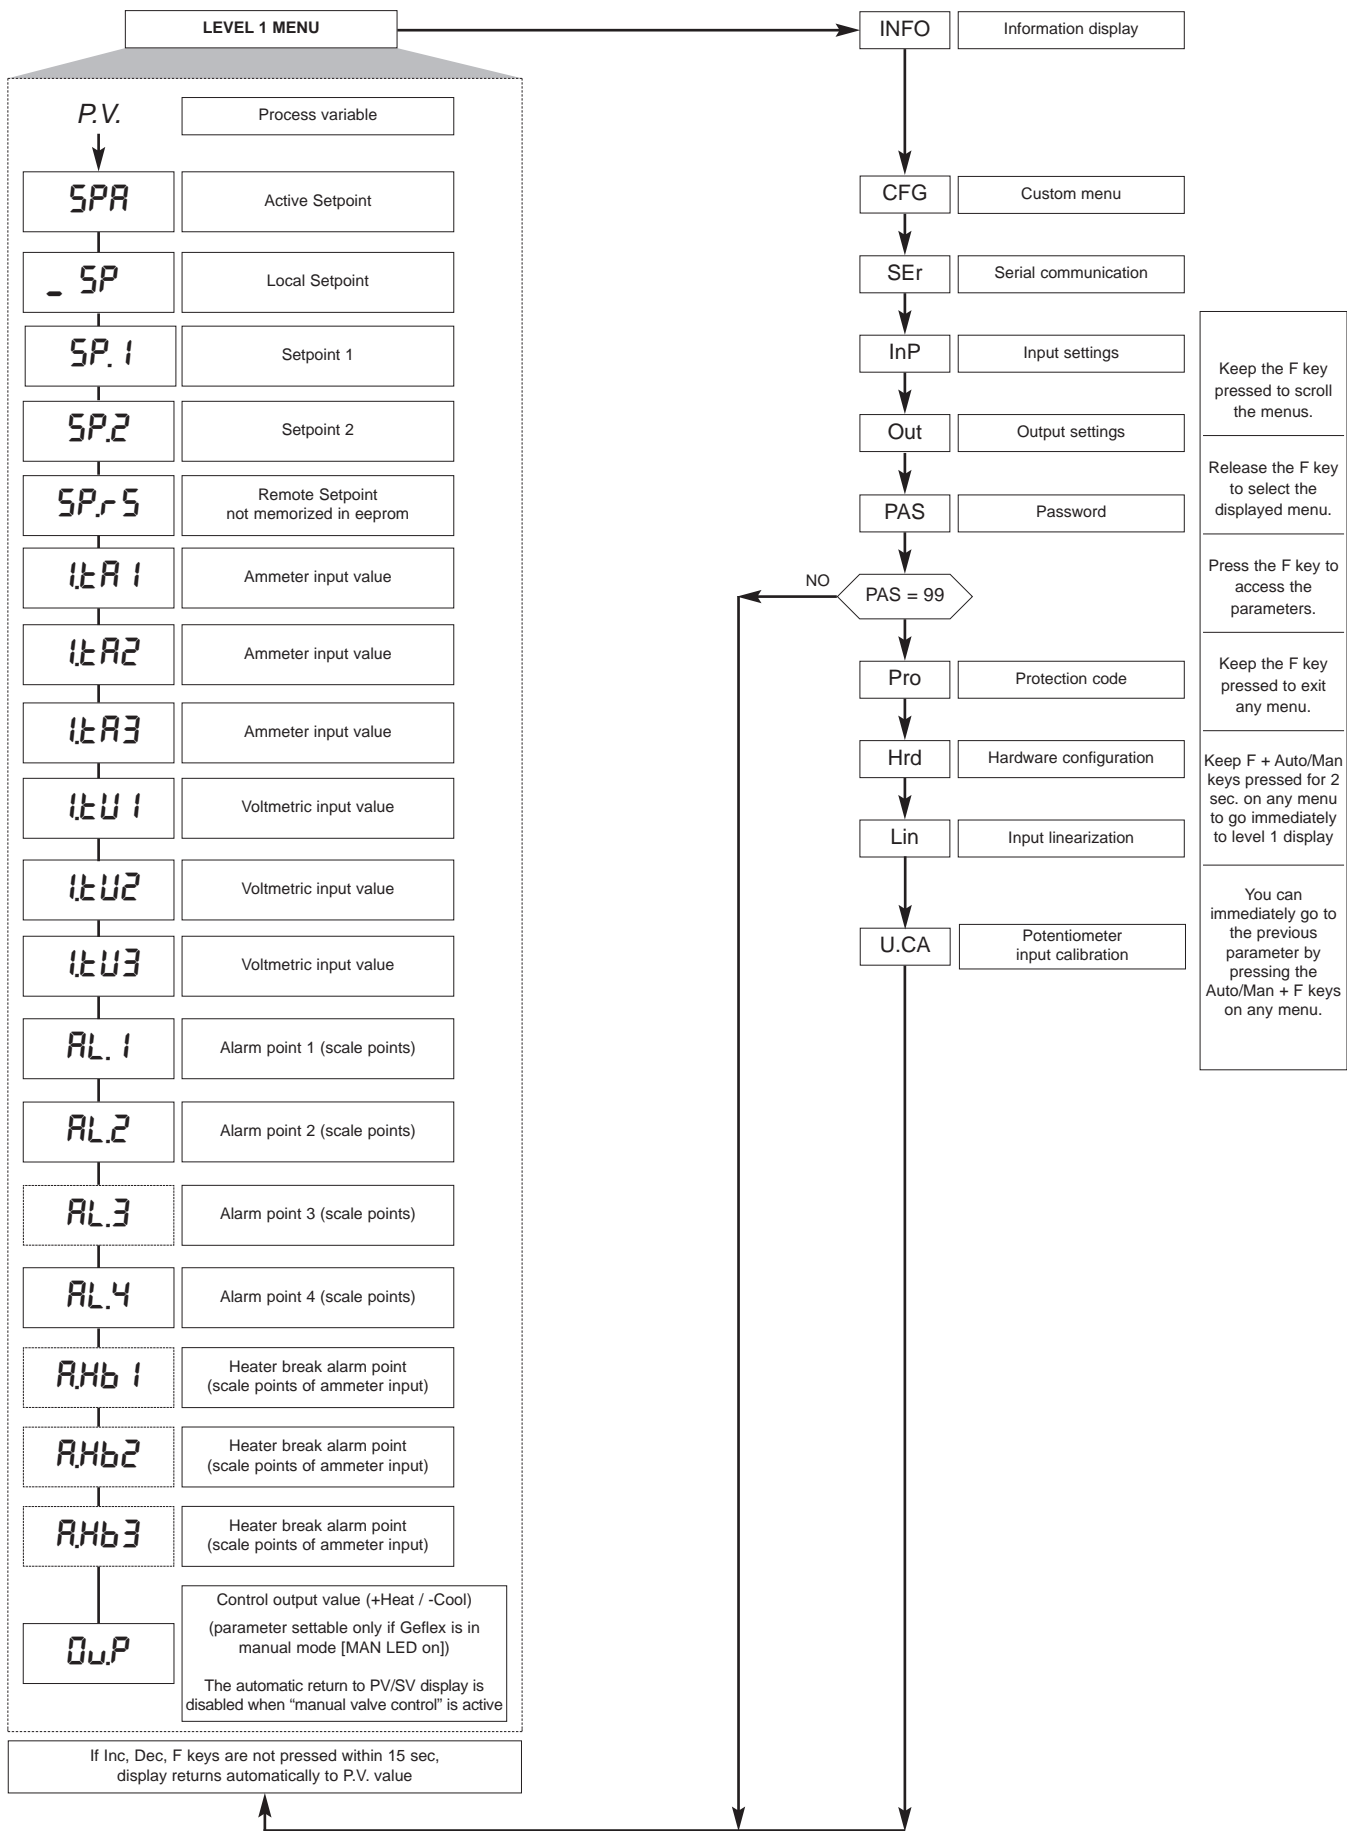 LEVEL 1 MENU
P.V.
Process variable
SPA
Active Setpoint
_ SP
Local Setpoint
SP. 1
Setpoint 1
SP.2
Setpoint 2
SP.rS
Remote Setpoint
not memorized in eeprom
I.tA 1
Ammeter input value
I.tA2
Ammeter input value
I.tA3
Ammeter input value
I.tU 1
Voltmetric input value
I.tU2
Voltmetric input value
I.tU3
Voltmetric input value
AL. 1
Alarm point 1 (scale points)
AL.2
Alarm point 2 (scale points)
AL.3
Alarm point 3 (scale points)
AL.4
Alarm point 4 (scale points)
A.Hb 1
Heater break alarm point
(scale points of ammeter input)
A.Hb2
Heater break alarm point
(scale points of ammeter input)
A.Hb3
Heater break alarm point
(scale points of ammeter input)
Ou.P
Control output value (+Heat / -Cool)
(parameter settable only if Geflex is in
manual mode [MAN LED on])
The automatic return to PV/SV display is
disabled when “manual valve control” is active
If Inc, Dec, F keys are not pressed within 15 sec,
display returns automatically to P.V. value
INFO
Information display
CFG
Custom menu
SEr
Serial communication
InP
Input settings
Out
Output settings
PAS
Password
NO
PAS = 99
Pro
Protection code
Hrd
Hardware configuration
Lin
Input linearization
U.CA
Potentiometer
input calibration
Keep the F key
pressed to scroll
the menus.
Release the F key
to select the
displayed menu.
Press the F key to
access the
parameters.
Keep the F key
pressed to exit
any menu.
Keep F + Auto/Man
keys pressed for 2
sec. on any menu
to go immediately
to level 1 display
You can
immediately go to
the previous
parameter by
pressing the
Auto/Man + F keys
on any menu.